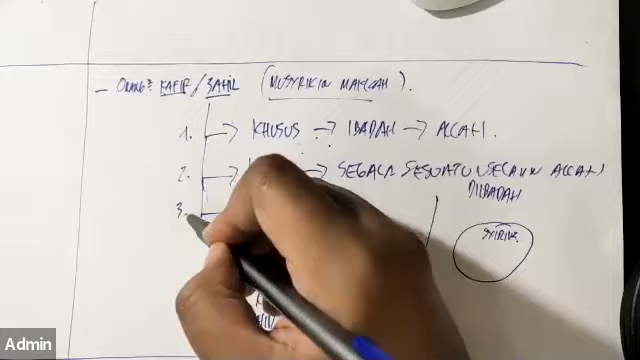 - ORANG² KAFIR / JAHIL (MUSYRIKIN MAKKAH).
1. → KHUSUS → IBADAH → ALLAH.
2. → SEGALA SESUATU SELAIN ALLAH
DIIBADAH
3.
SYIRIK
Admin